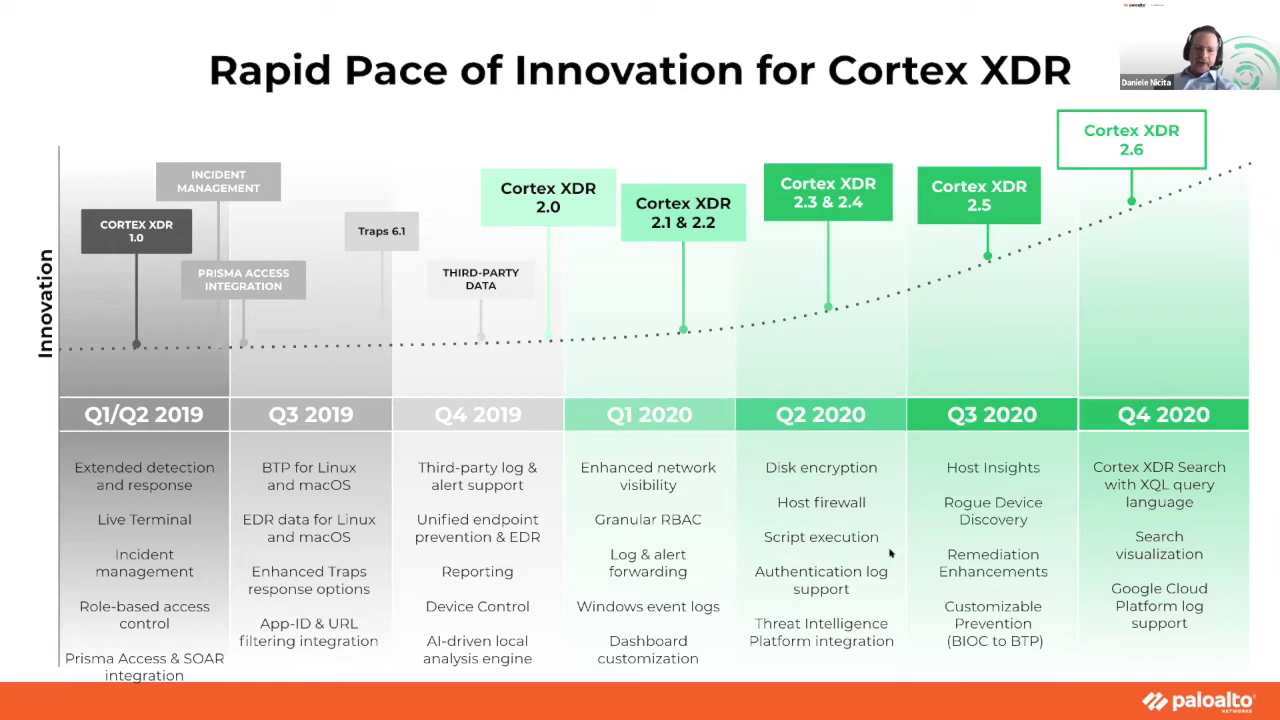 paloalto
Rapid Pace of Innovation for Cortex XDR
Daniele Nicita
Innovation
CORTEX XDR
1.0
INCIDENT
MANAGEMENT
PRISMA ACCESS
INTEGRATION
Traps 6.1
THIRD-PARTY
DATA
Cortex XDR
2.0
Cortex XDR
2.1 & 2.2
Cortex XDR
2.3 & 2.4
Cortex XDR
2.5
Cortex XDR
2.6
Q1/Q2 2019
Extended detection
and response
Live Terminal
Incident
management
Role-based access
control
Prisma Access & SOAR
integration
Q3 2019
BTP for Linux
and macOS
EDR data for Linux
and macOS
Enhanced Traps
response options
App-ID & URL
filtering integration
Q4 2019
Third-party log &
alert support
Unified endpoint
prevention & EDR
Reporting
Device Control
AI-driven local
analysis engine
Q1 2020
Enhanced network
visibility
Granular RBAC
Log & alert
forwarding
Windows event logs
Dashboard
customization
Q2 2020
Disk encryption
Host firewall
Script execution
Authentication log
support
Threat Intelligence
Platform integration
Q3 2020
Host Insights
Rogue Device
Discovery
Remediation
Enhancements
Customizable
Prevention
(BIOC to BTP)
Q4 2020
Cortex XDR Search
with XQL query
language
Search
visualization
Google Cloud
Platform log
support
paloalto
NETWORKS